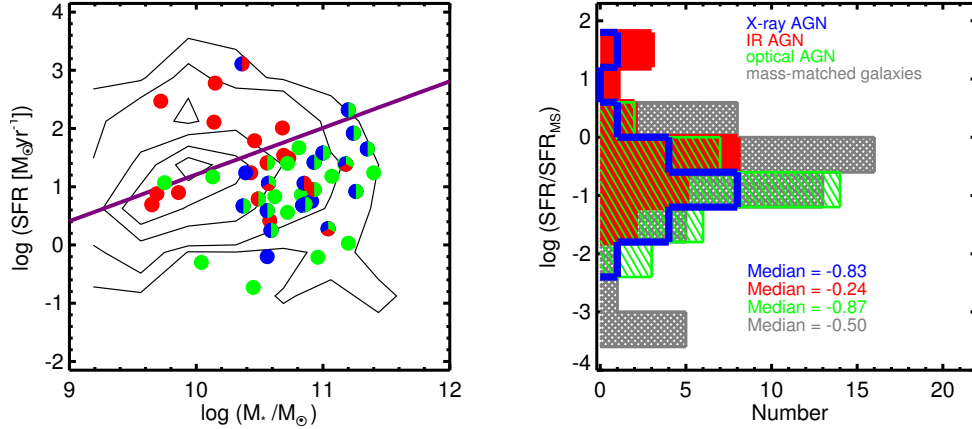 3
2
1
0
-1
-2
9
10
11
12
log (SFR [M⊙yr⁻¹])
log (M*/M⊙)
2
1
0
-1
-2
-3
-4
0
5
10
15
20
log (SFR/SFR_MS)
Number
X-ray AGN
IR AGN
optical AGN
mass-matched galaxies
Median = -0.83
Median = -0.24
Median = -0.87
Median = -0.50